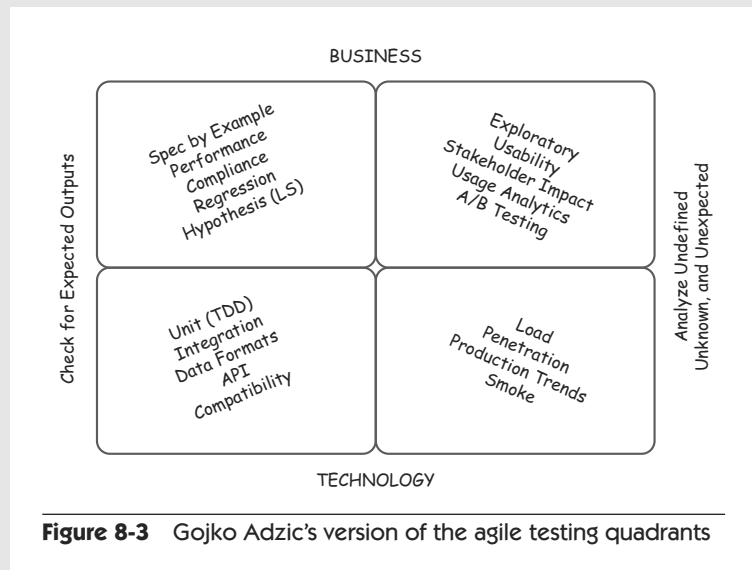 BUSINESS
Check for Expected Outputs
Spec by Example
Performance
Compliance
Regression
Hypothesis (LS)
Exploratory
Usability
Stakeholder Impact
Usage Analytics
A/B Testing
Analyze Undefined
Unknown, and Unexpected
Unit (TDD)
Integration
Data Formats
API
Compatibility
Load
Penetration
Production Trends
Smoke
TECHNOLOGY
Figure 8-3 Gojko Adzic's version of the agile testing quadrants